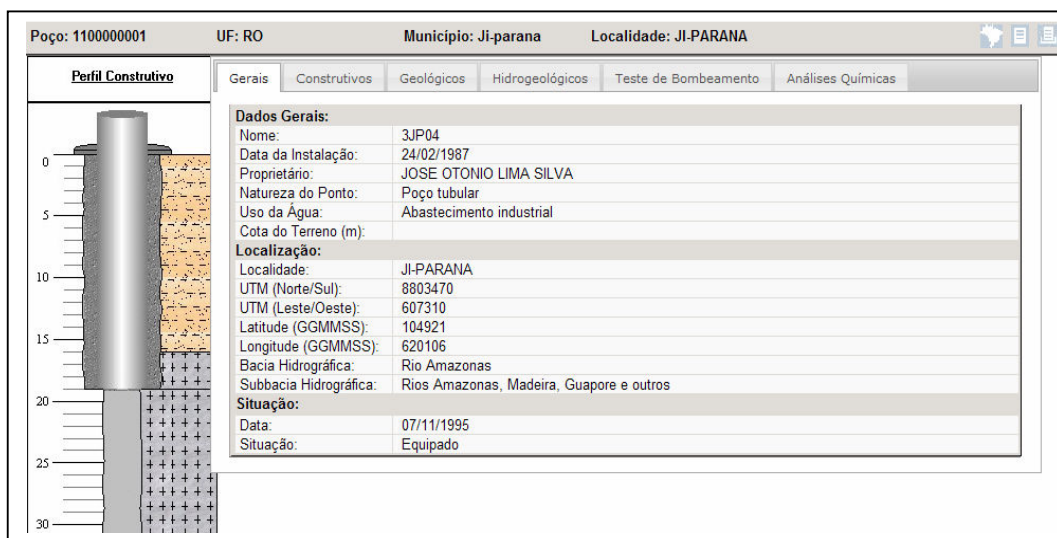 Poço: 1100000001 UF: RO Município: Ji-parana Localidade: JI-PARANA
Perfil Construtivo
Gerais Construtivos Geológicos Hidrogeológicos Teste de Bombeamento Análises Químicas
Dados Gerais:
Nome: 3JP04
Data da Instalação: 24/02/1987
Proprietário: JOSE OTONIO LIMA SILVA
Natureza do Ponto: Poço tubular
Uso da Água: Abastecimento industrial
Cota do Terreno (m):
Localização:
Localidade: JI-PARANA
UTM (Norte/Sul): 8803470
UTM (Leste/Oeste): 607310
Latitude (GGMMSS): 104921
Longitude (GGMMSS): 620106
Bacia Hidrográfica: Rio Amazonas
Subbacia Hidrográfica: Rios Amazonas, Madeira, Guapore e outros
Situação:
Data: 07/11/1995
Situação: Equipado
0
5
10
15
20
25
30